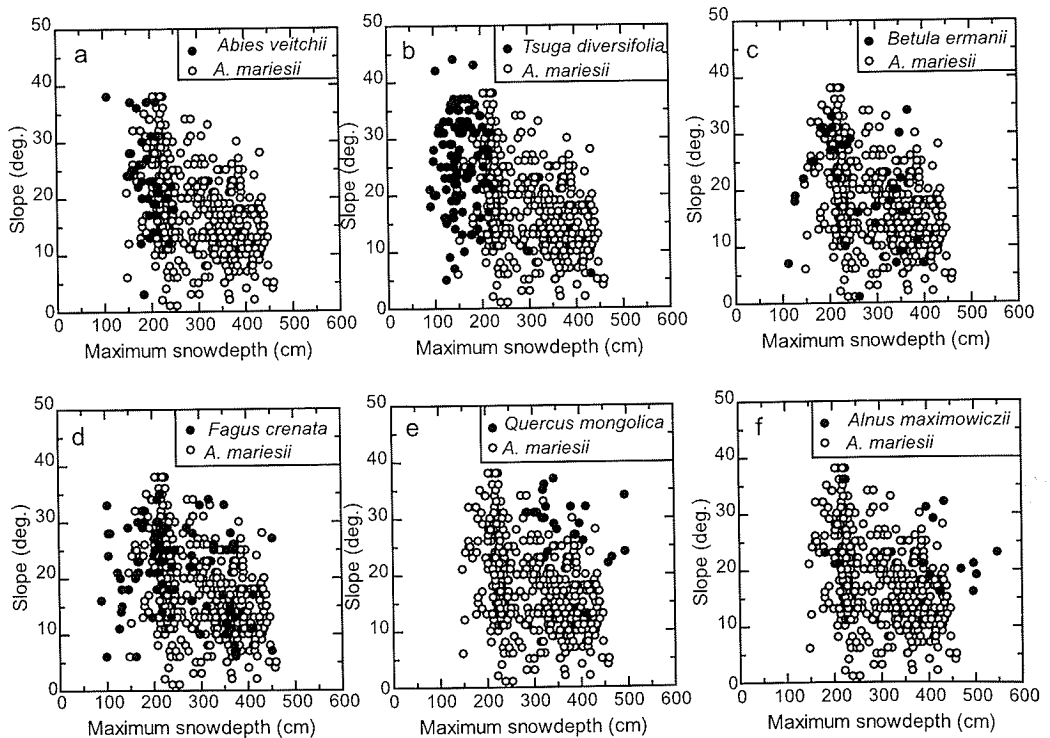 a
Abies veitchii
A. mariesii
50
40
30
20
10
0
Slope (deg.)
0 100 200 300 400 500 600
Maximum snowdepth (cm)
b
Tsuga diversifolia
A. mariesii
50
40
30
20
10
0
Slope (deg.)
0 100 200 300 400 500 600
Maximum snowdepth (cm)
c
Betula ermanii
A. mariesii
50
40
30
20
10
0
Slope (deg.)
0 100 200 300 400 500 600
Maximum snowdepth (cm)
d
Fagus crenata
A. mariesii
50
40
30
20
10
0
Slope (deg.)
0 100 200 300 400 500 600
Maximum snowdepth (cm)
e
Quercus mongolica
A. mariesii
50
40
30
20
10
0
Slope (deg.)
0 100 200 300 400 500 600
Maximum snowdepth (cm)
f
Alnus maximowiczii
A. mariesii
50
40
30
20
10
0
Slope (deg.)
0 100 200 300 400 500 600
Maximum snowdepth (cm)